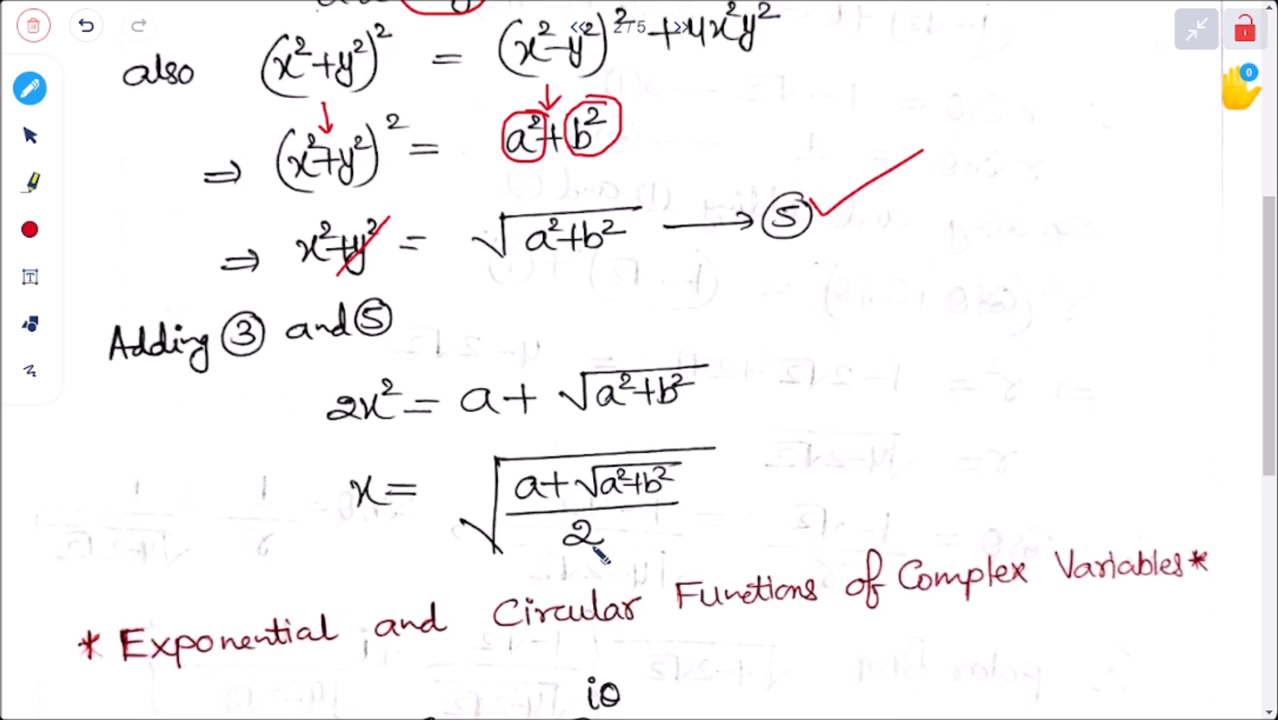 also (x²+y²)² = (x²-y²)² + 4x²y²
⇒ (x²+y²)² = a²+b²
⇒ x²+y² = √(a²+b²) → ⑤
Adding ③ and ⑤
2x² = a + √(a²+b²)
x = √((a+√(a²+b²))/2)
* Exponential and Circular Functions of Complex Variables *
iθ